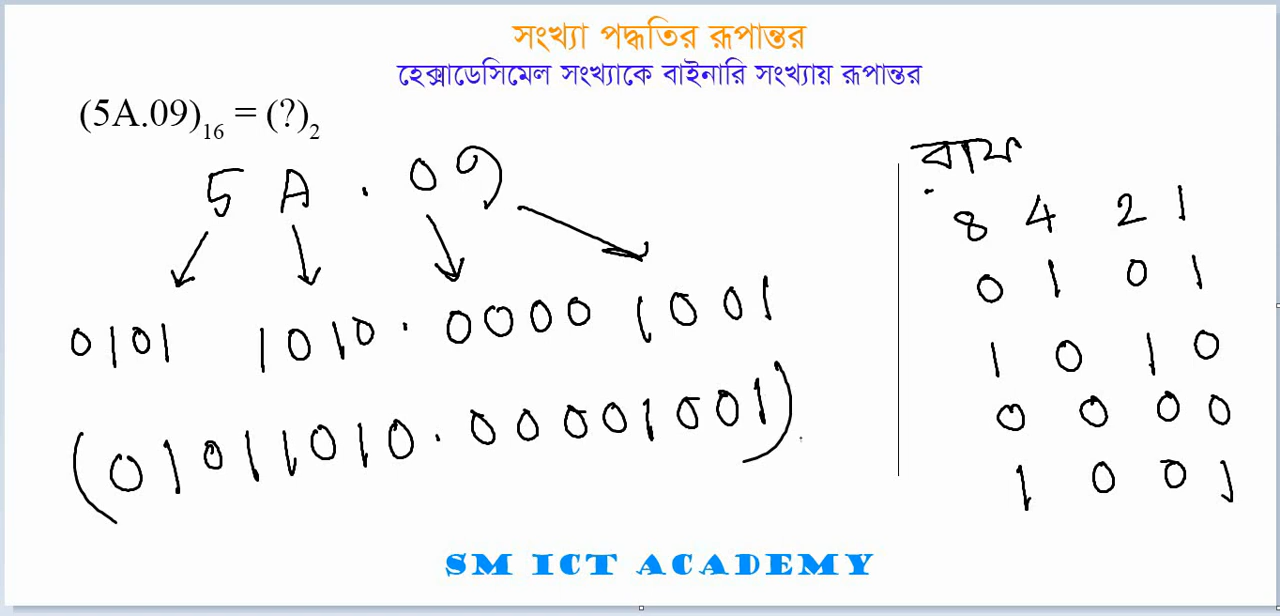 সংখ্যা পদ্ধতির রূপান্তর
হেক্সাডেসিমেল সংখ্যাকে বাইনারি সংখ্যায় রূপান্তর
(5A.09)₁₆ = (?)₂
5 A . 09
0101 1010 . 0000 1001
(01011010.00001001)
8 4 2 1
0 1 0 1
1 0 1 0
0 0 0 0
1 0 0 1
SM ICT ACADEMY